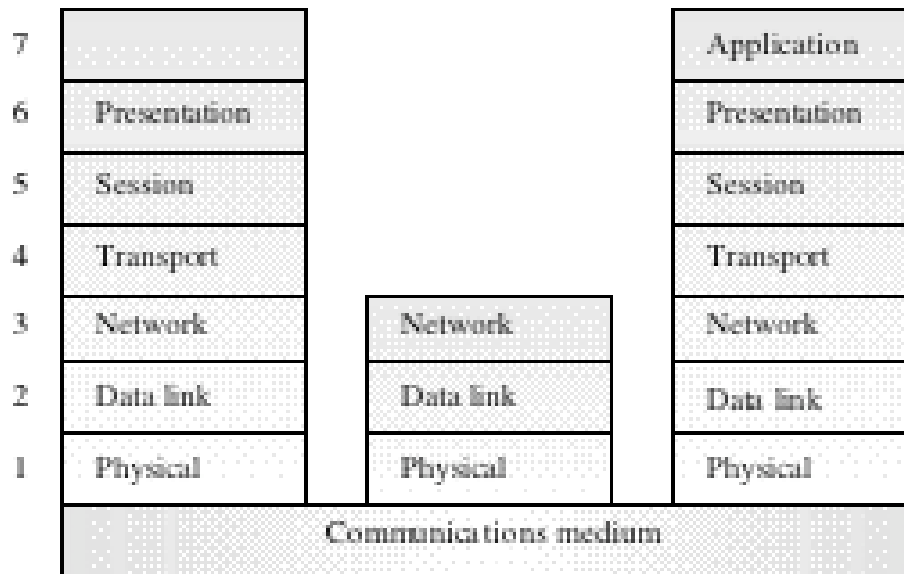 7 Application
6 Presentation Presentation
5 Session Session
4 Transport Transport
3 Network Network Network
2 Data link Data link Data link
1 Physical Physical Physical
Communications medium